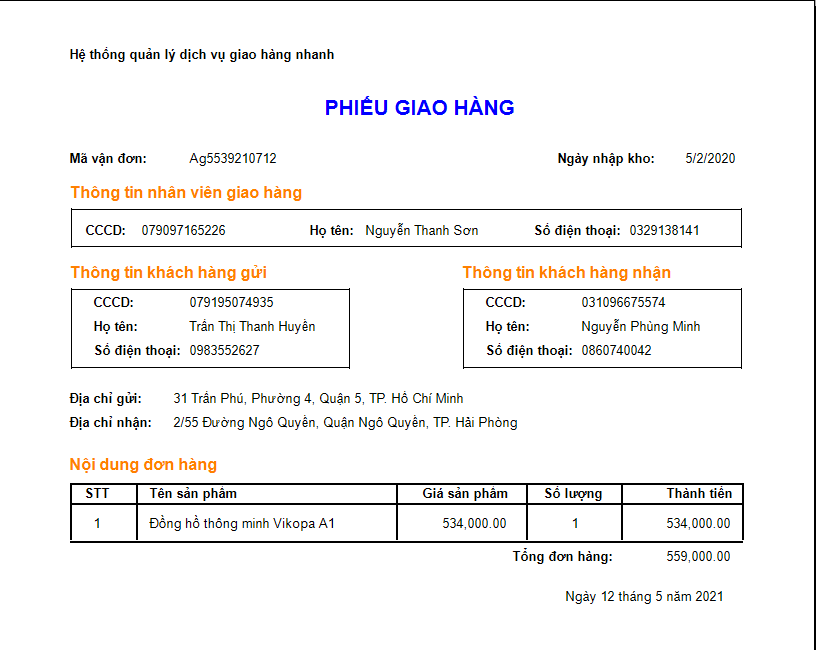 Hệ thống quản lý dịch vụ giao hàng nhanh
PHIẾU GIAO HÀNG
Mã vận đơn: Ag5539210712 Ngày nhập kho: 5/2/2020
Thông tin nhân viên giao hàng
CCCD: 079097165226 Họ tên: Nguyễn Thanh Sơn Số điện thoại: 0329138141
Thông tin khách hàng gửi Thông tin khách hàng nhận
CCCD: 079195074935 CCCD: 031096675574
Họ tên: Trần Thị Thanh Huyền Họ tên: Nguyễn Phùng Minh
Số điện thoại: 0983552627 Số điện thoại: 0860740042
Địa chỉ gửi: 31 Trần Phú, Phường 4, Quận 5, TP. Hồ Chí Minh
Địa chỉ nhận: 2/55 Đường Ngô Quyền, Quận Ngô Quyền, TP. Hải Phòng
Nội dung đơn hàng
STT Tên sản phẩm Giá sản phẩm Số lượng Thành tiền
1 Đồng hồ thông minh Vikopa A1 534,000.00 1 534,000.00
Tổng đơn hàng: 559,000.00
Ngày 12 tháng 5 năm 2021